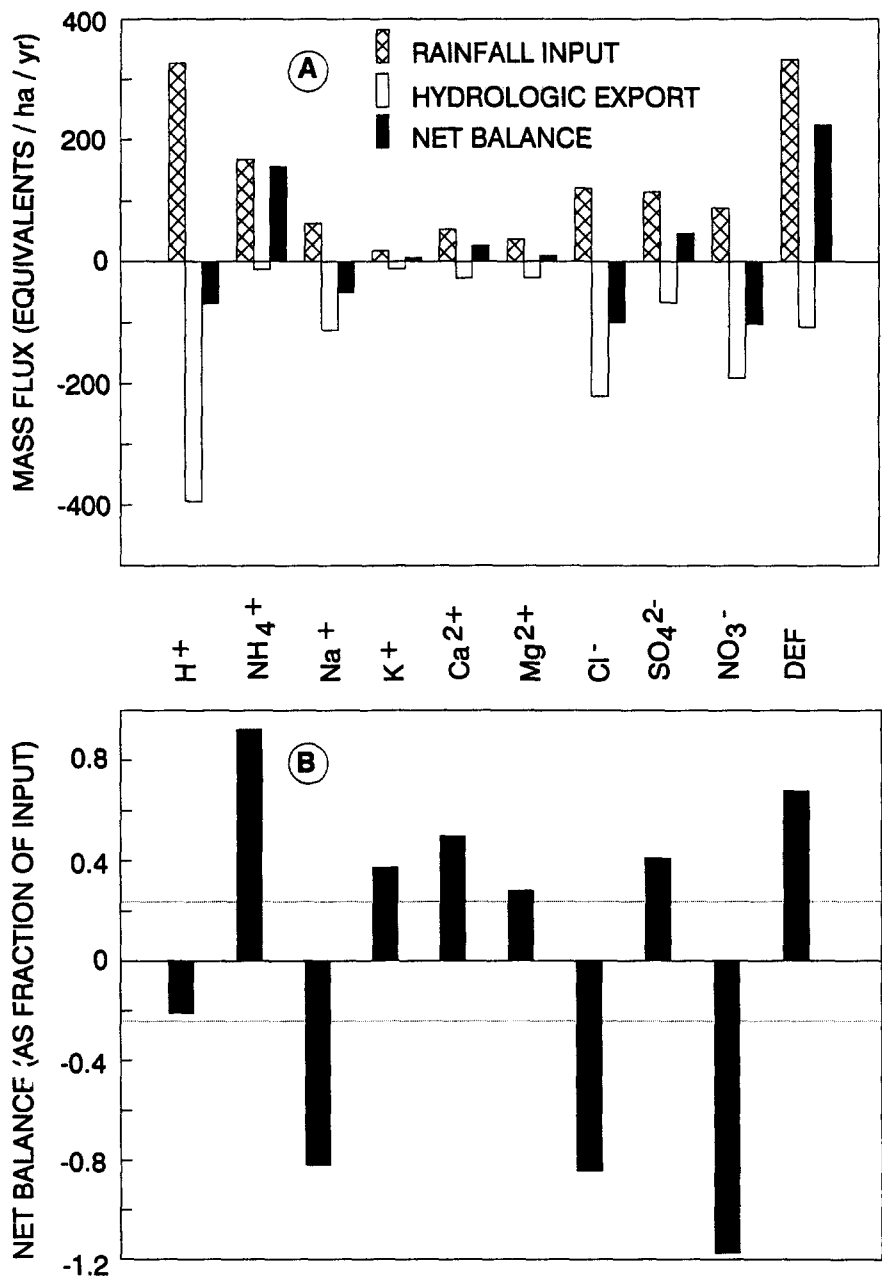 400
200
0
-200
-400
MASS FLUX (EQUIVALENTS / ha / yr)
A
RAINFALL INPUT
HYDROLOGIC EXPORT
NET BALANCE
H+
NH4+
Na+
K+
Ca2+
Mg2+
Cl-
SO42-
NO3-
DEF
B
0.8
0.4
0
-0.4
-0.8
-1.2
NET BALANCE (AS FRACTION OF INPUT)